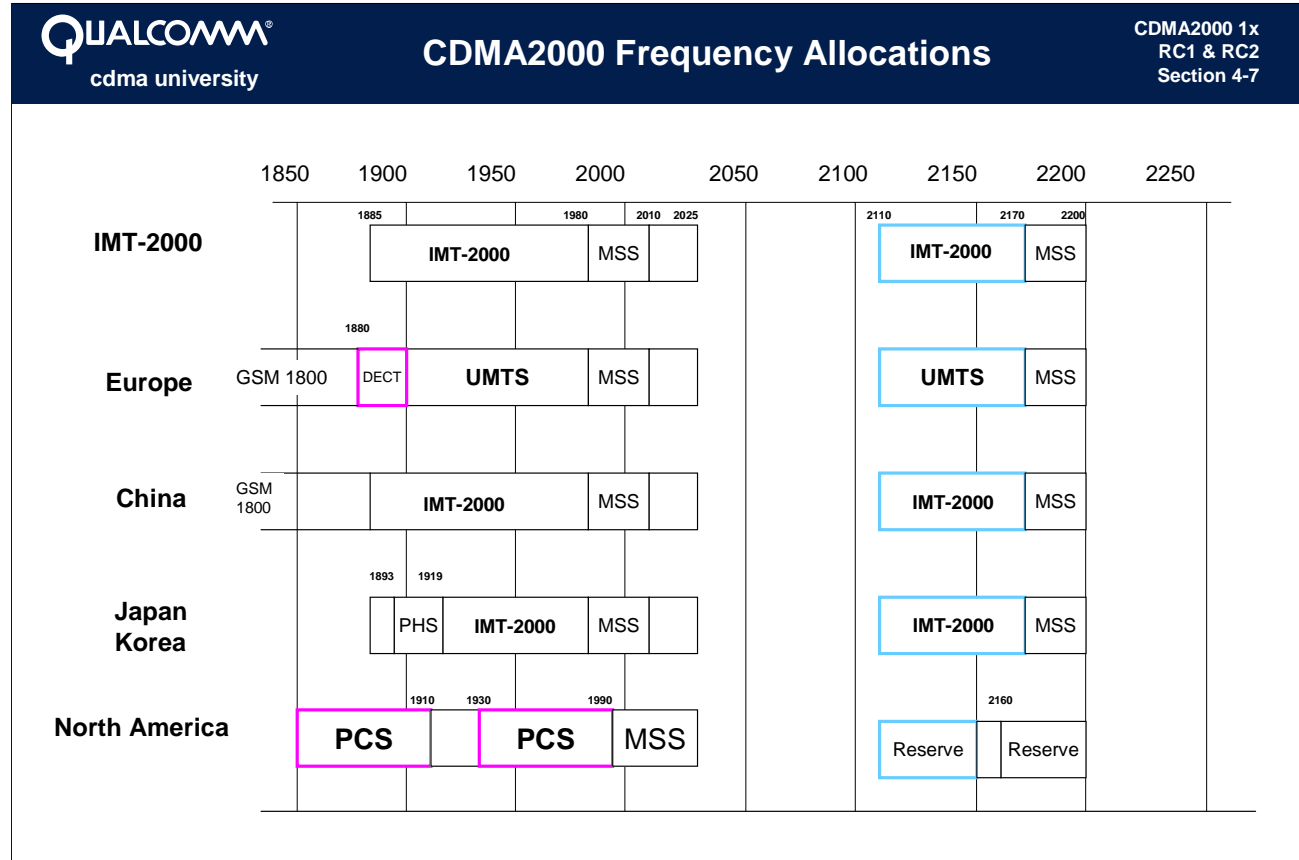 QUALCOMM®
cdma university
CDMA2000 Frequency Allocations
CDMA2000 1x
RC1 & RC2
Section 4-7
1850 1900 1950 2000 2050 2100 2150 2200 2250
1885 1980 2010 2025 2110 2170 2200
IMT-2000
IMT-2000 MSS IMT-2000 MSS
1880
Europe
GSM 1800 DECT UMTS MSS UMTS MSS
China
GSM
1800
IMT-2000 MSS IMT-2000 MSS
1893 1919
Japan
Korea
PHS IMT-2000 MSS IMT-2000 MSS
1910 1930 1990 2160
North America
PCS PCS MSS Reserve Reserve